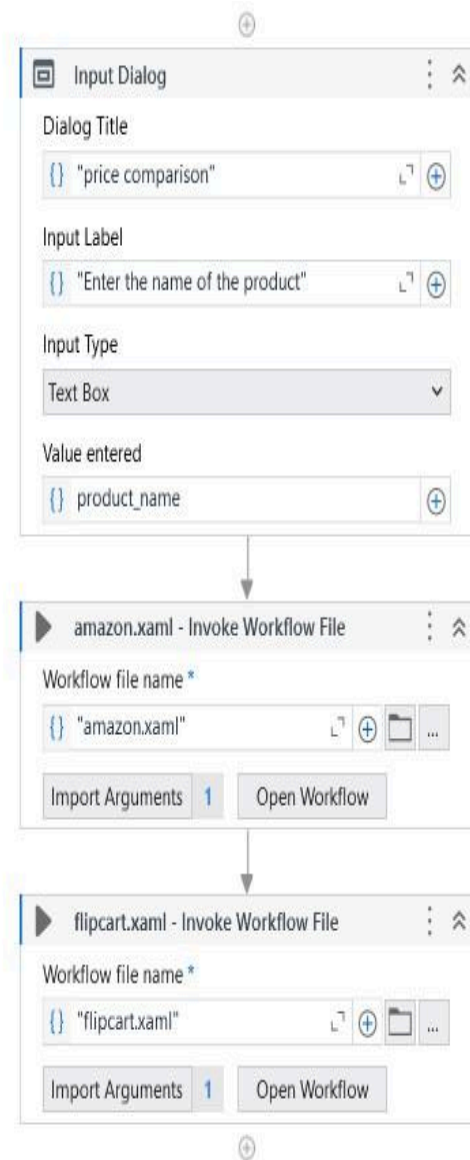 Input Dialog
Dialog Title
{} "price comparison"
Input Label
{} "Enter the name of the product"
Input Type
Text Box
Value entered
{} product_name
amazon.xaml - Invoke Workflow File
Workflow file name *
{} "amazon.xaml"
...
Import Arguments 1 Open Workflow
flipcart.xaml - Invoke Workflow File
Workflow file name *
{} "flipcart.xaml"
...
Import Arguments 1 Open Workflow